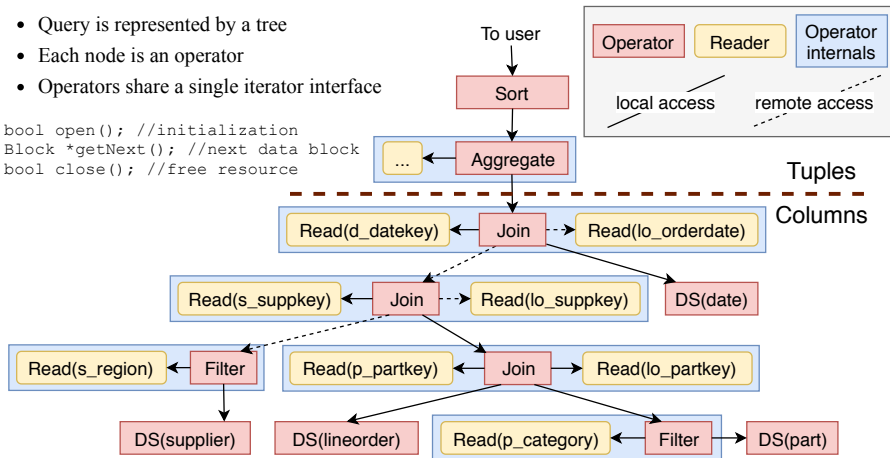 • Query is represented by a tree
• Each node is an operator
• Operators share a single iterator interface
bool open(); //initialization
Block *getNext(); //next data block
bool close(); //free resource
To user
Operator
Reader
Operator
internals
local access
remote access
Sort
...
Aggregate
Tuples
Columns
Read(d_datekey)
Join
Read(lo_orderdate)
Read(s_suppkey)
Join
Read(lo_suppkey)
DS(date)
Read(s_region)
Filter
Read(p_partkey)
Join
Read(lo_partkey)
DS(supplier)
DS(lineorder)
Read(p_category)
Filter
DS(part)